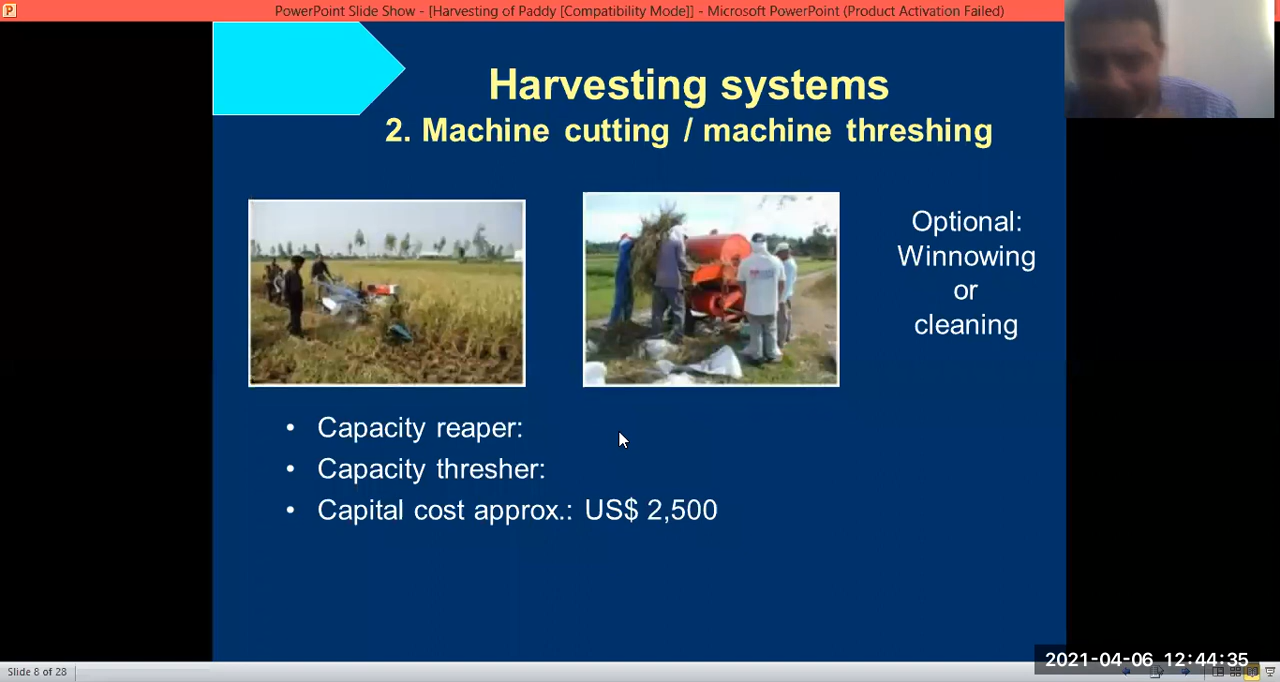 PowerPoint Slide Show - [Harvesting of Paddy [Compatibility Mode]] - Microsoft PowerPoint (Product Activation Failed)
Harvesting systems
2. Machine cutting / machine threshing
Optional:
Winnowing
or
cleaning
• Capacity reaper:
• Capacity thresher:
• Capital cost approx.: US$ 2,500
Slide 8 of 28
2021-04-06 12:44:35